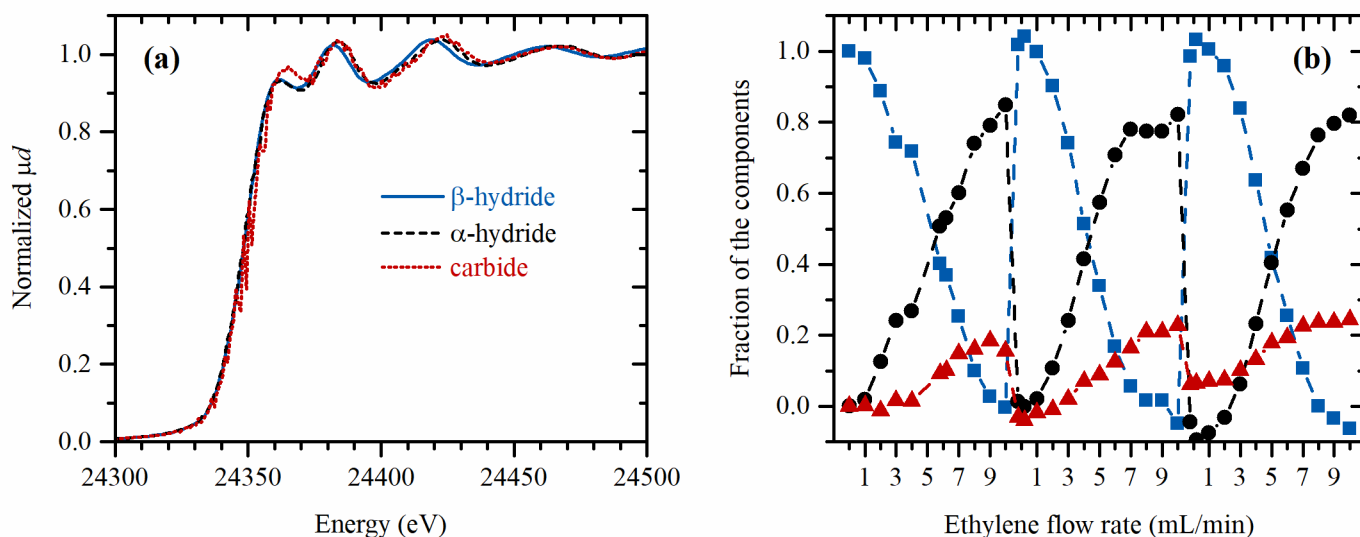 (a)
Normalized μd
1.0
0.8
0.6
0.4
0.2
0.0
β-hydride
α-hydride
carbide
24300 24350 24400 24450 24500
Energy (eV)
(b)
Fraction of the components
1.0
0.8
0.6
0.4
0.2
0.0
1 3 5 7 9 1 3 5 7 9 1 3 5 7 9
Ethylene flow rate (mL/min)